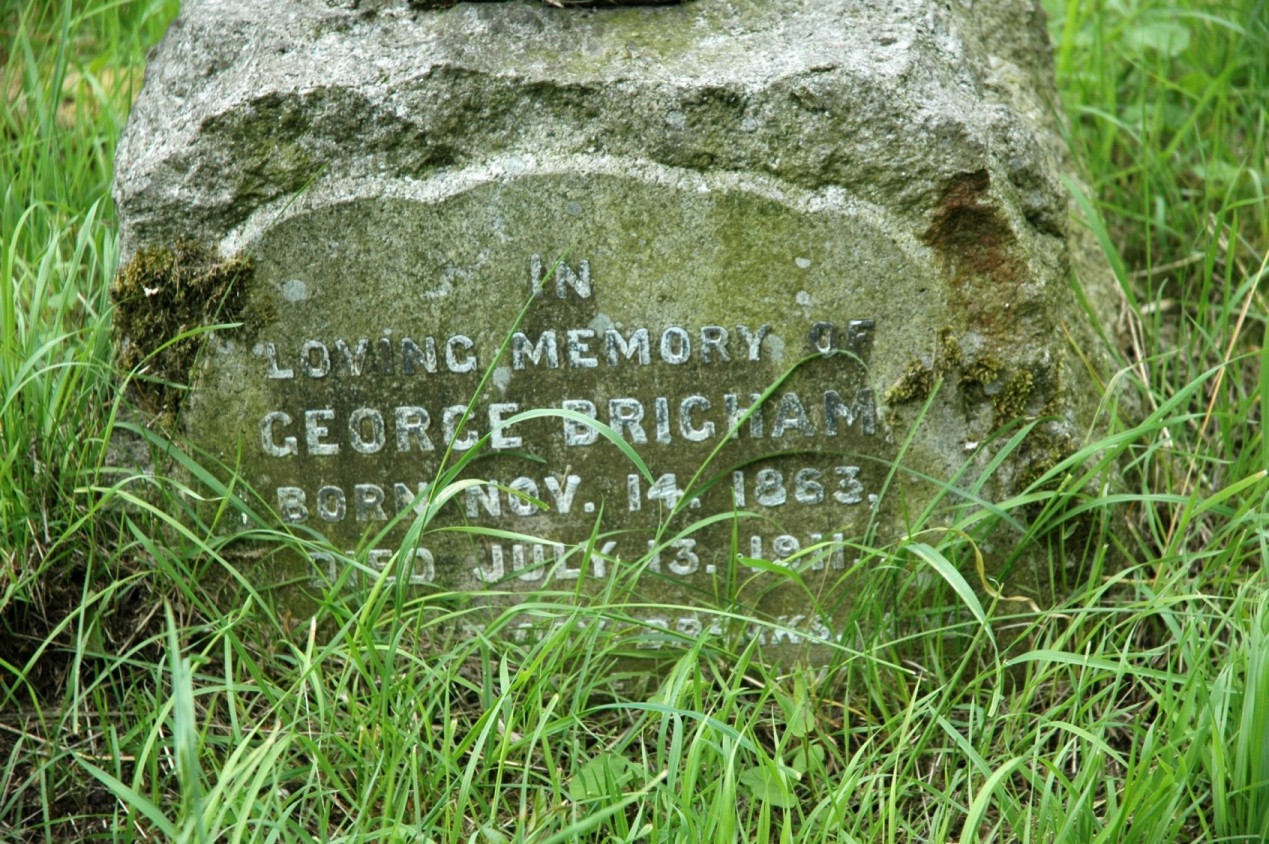 IN
LOVING MEMORY OF
GEORGE BRIGHAM
BORN NOV. 14. 1863.
DIED JULY 13. 1911.